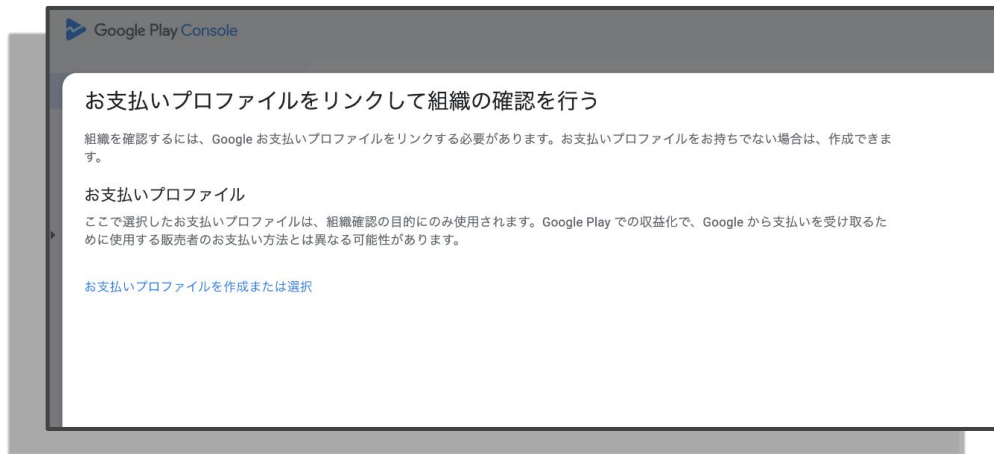 Google Play Console
お支払いプロファイルをリンクして組織の確認を行う
組織を確認するには、Google お支払いプロファイルをリンクする必要があります。お支払いプロファイルをお持ちでない場合は、作成できま
す。
お支払いプロファイル
ここで選択したお支払いプロファイルは、組織確認の目的にのみ使用されます。Google Play での収益化で、Google から支払いを受け取るた
めに使用する販売者のお支払い方法とは異なる可能性があります。
お支払いプロファイルを作成または選択